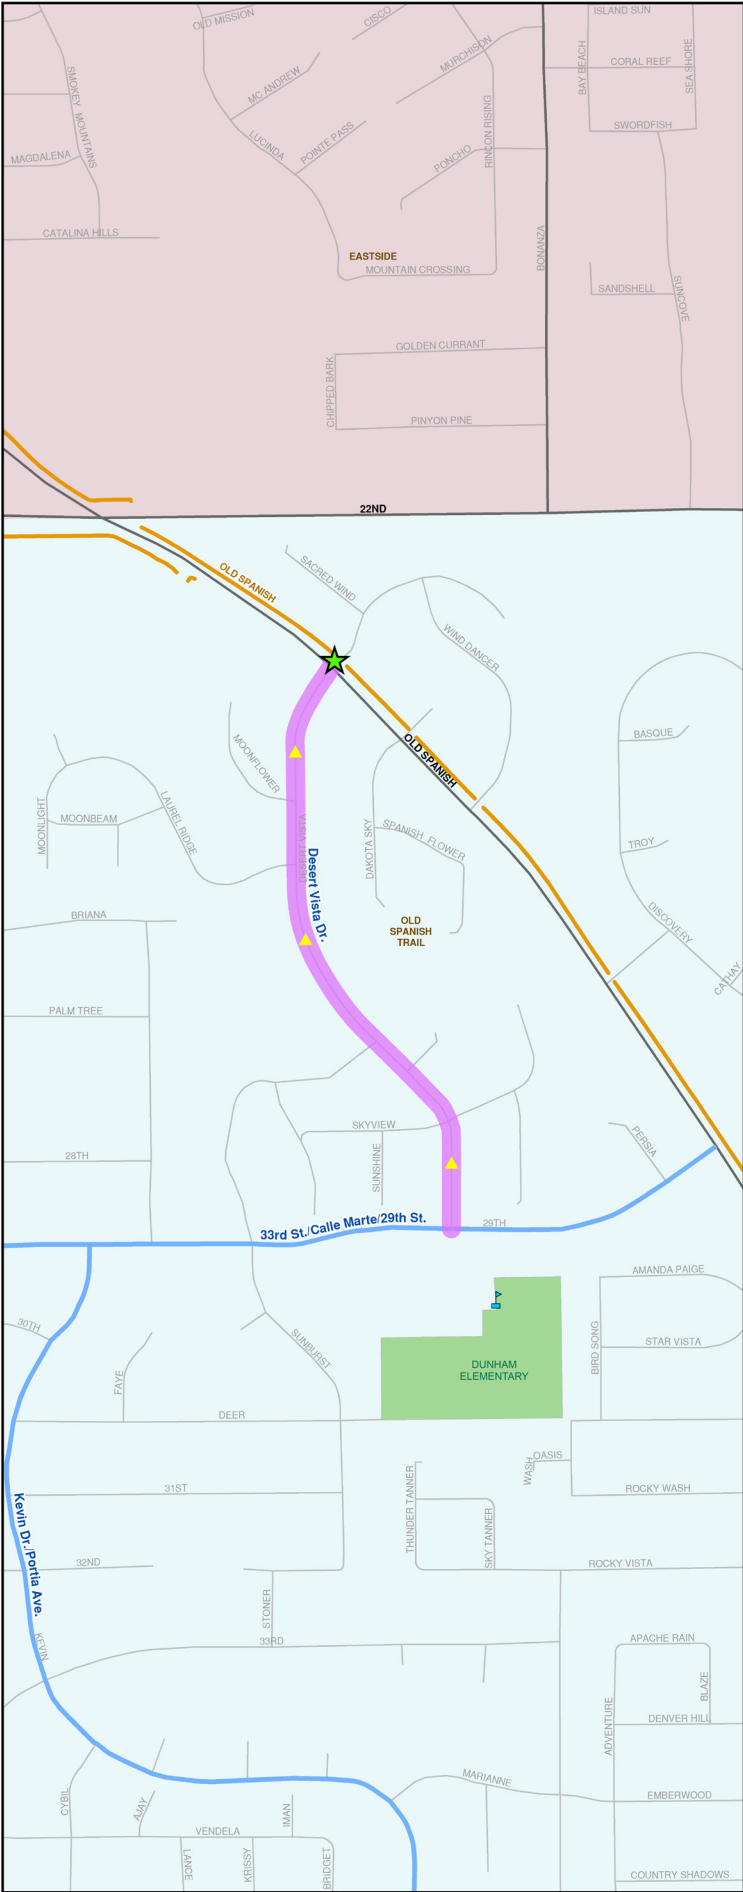 OLD MISSION
CISCO
ISLAND SUN
MURCHISON
BAY BEACH
CORAL REEF
SEA SHORE
SMOKEY MOUNTAINS
MC ANDREW
RINCON RISING
SWORDFISH
LUCINDA
POINTE PASS
MAGDALENA
PONCHO
CATALINA HILLS
BONANZA
EASTSIDE
MOUNTAIN CROSSING
SANDSHELL
SUNCOVE
GOLDEN CURRANT
CHIPPED BARK
PINYON PINE
22ND
OLD SPANISH
SACRED WIND
WIND DANCER
MOONFLOWER
OLD SPANISH
BASQUE
MOONLIGHT
MOONBEAM
LAUREL RIDGE
DESERT VISTA
Desert Vista Dr.
DAKOTA SKY
SPANISH FLOWER
TROY
BRIANA
OLD
SPANISH
TRAIL
DISCOVERY
CATHAY
PALM TREE
SKYVIEW
SUNSHINE
PERSIA
28TH
33rd St./Calle Marte/29th St.
29TH
AMANDA PAIGE
30TH
SUNBURST
BIRD SONG
STAR VISTA
FAYE
DUNHAM
ELEMENTARY
DEER
OASIS
WASH
31ST
THUNDER TANNER
SKY TANNER
ROCKY WASH
Kevin Dr./Portia Ave.
32ND
ROCKY VISTA
STONER
KEVIN
33RD
APACHE RAIN
BLAZE
ADVENTURE
DENVER HILL
MARIANNE
CYBIL
AJAY
IMAN
EMBERWOOD
VENDELA
LANCE
KRISSY
BRIDGET
COUNTRY SHADOWS